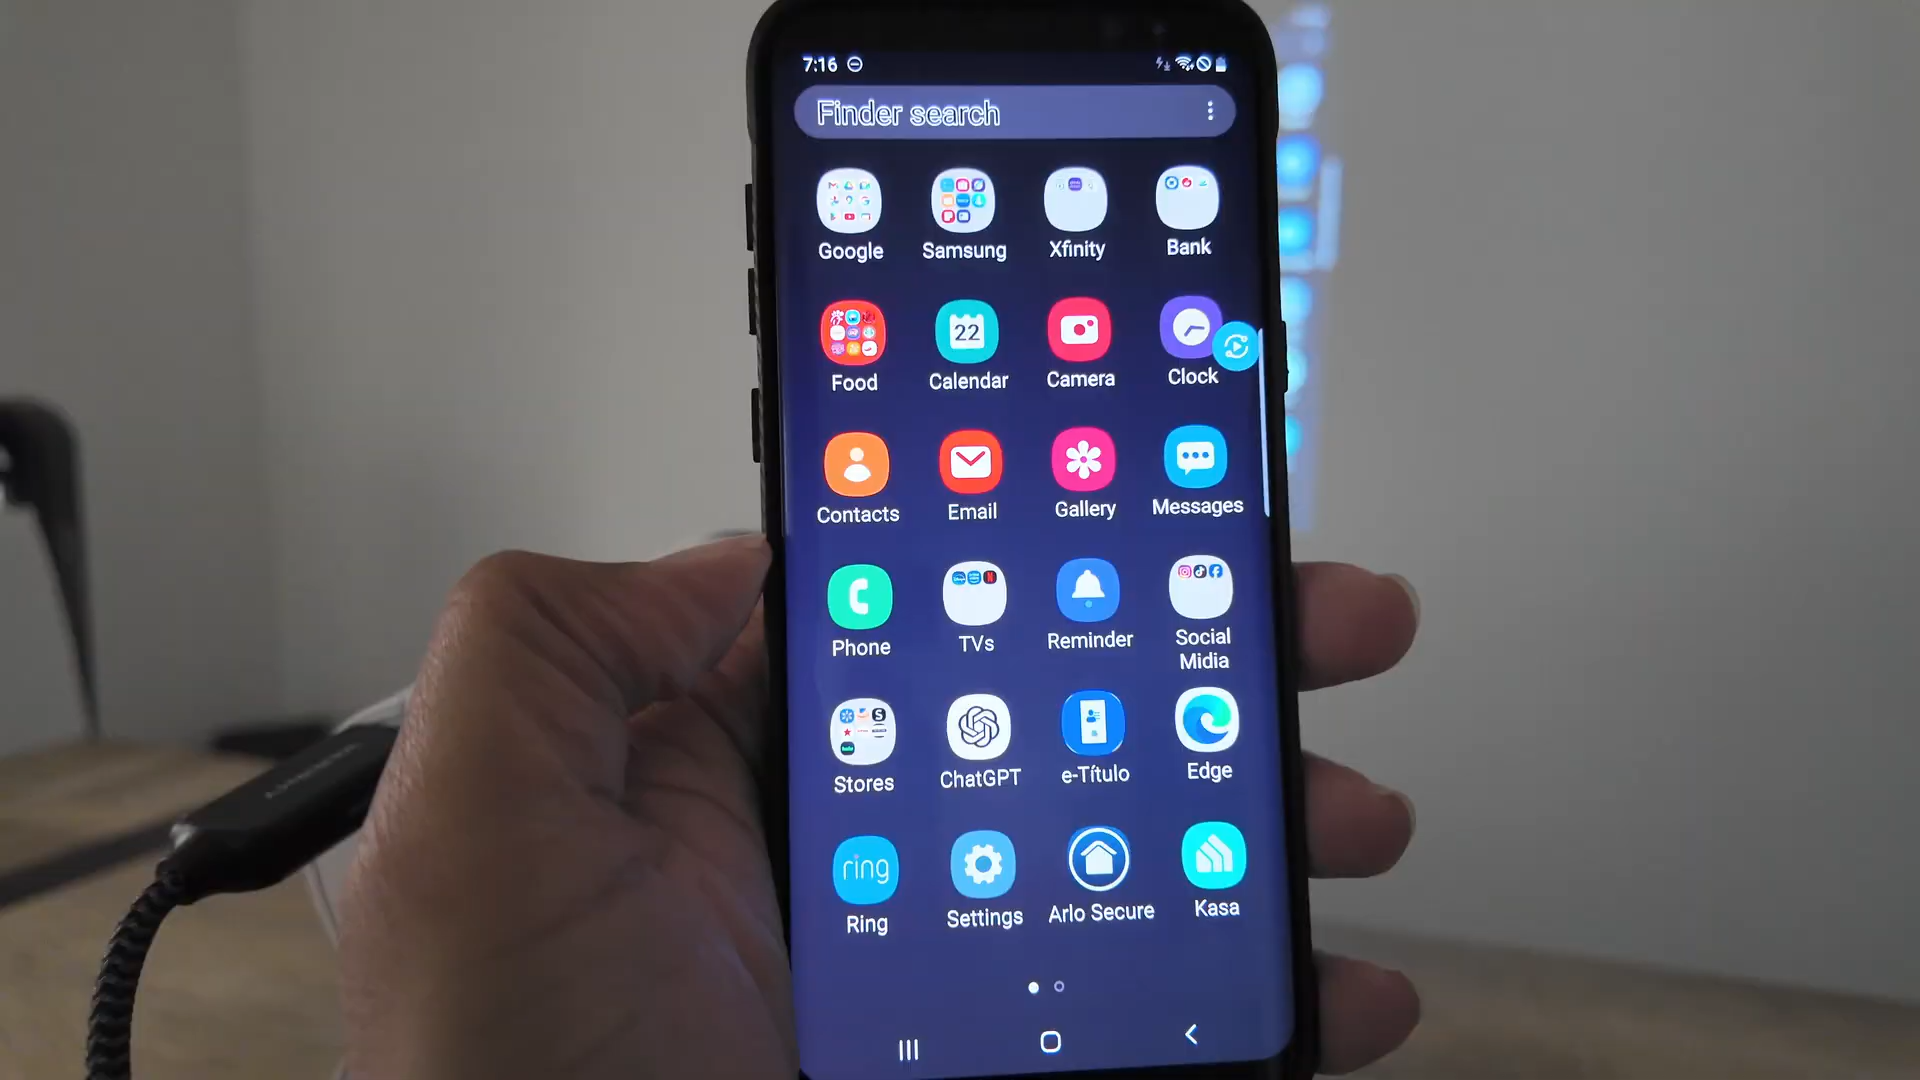 7:16
Finder search
Google Samsung Xfinity Bank
22
Food Calendar Camera Clock
Contacts Email Gallery Messages
Phone TVs Reminder Social Midia
Stores ChatGPT e-Título Edge
ring
Ring Settings Arlo Secure Kasa